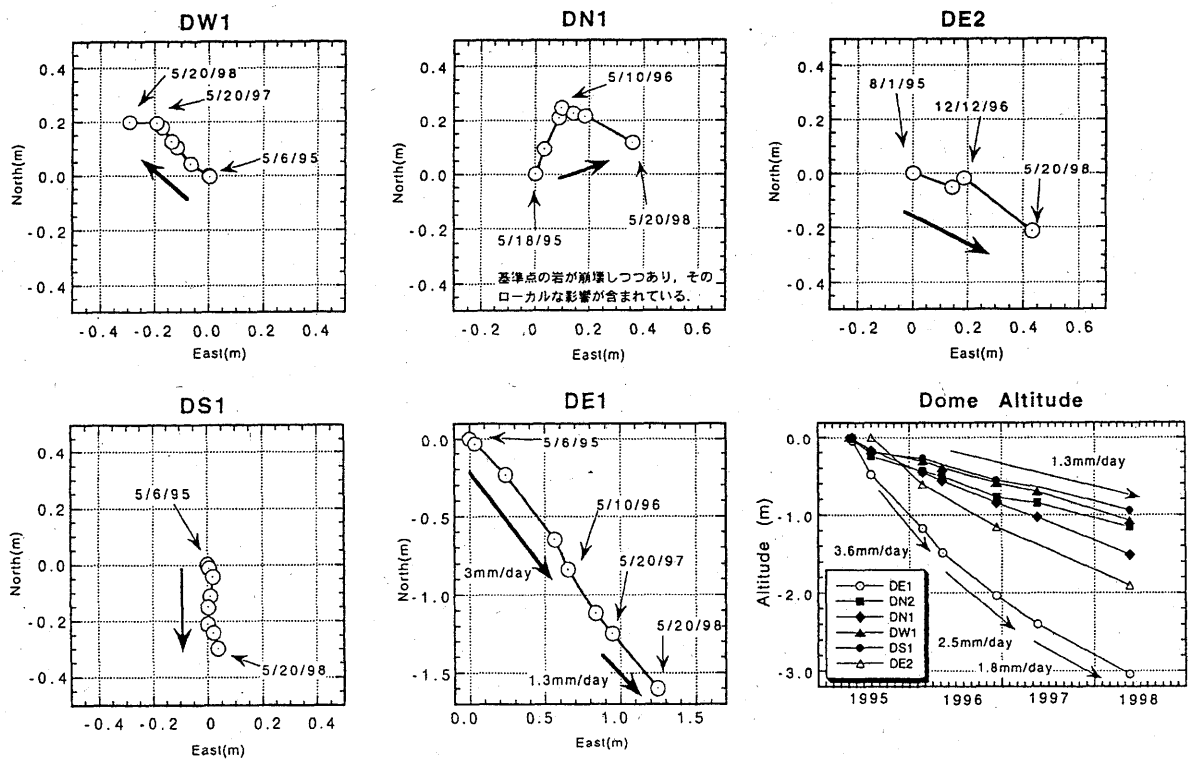 DW1
5/20/98
5/20/97
5/6/95
0.4
0.2
0.0
-0.2
-0.4
North(m)
-0.4 -0.2 0.0 0.2 0.4
East(m)
DN1
5/10/96
5/20/98
5/18/95
基準点の岩が崩壊しつつあり，その
ローカルな影響が含まれている．
0.4
0.2
0.0
-0.2
-0.4
North(m)
-0.2 0 0.2 0.4 0.6
East(m)
DE2
8/1/95
12/12/96
5/20/98
0.4
0.2
0.0
-0.2
-0.4
North(m)
-0.2 0 0.2 0.4 0.6
East(m)
DS1
5/6/95
5/20/98
0.4
0.2
0.0
-0.2
-0.4
North(m)
-0.4 -0.2 0 0.2 0.4
East(m)
DE1
5/6/95
5/10/96
5/20/97
5/20/98
3mm/day
1.3mm/day
0.0
-0.5
-1.0
-1.5
North(m)
0.0 0.5 1.0 1.5
East(m)
Dome Altitude
1.3mm/day
3.6mm/day
2.5mm/day
1.8mm/day
DE1
DN2
DN1
DW1
DS1
DE2
0.0
-1.0
-2.0
-3.0
Altitude (m)
1995 1996 1997 1998